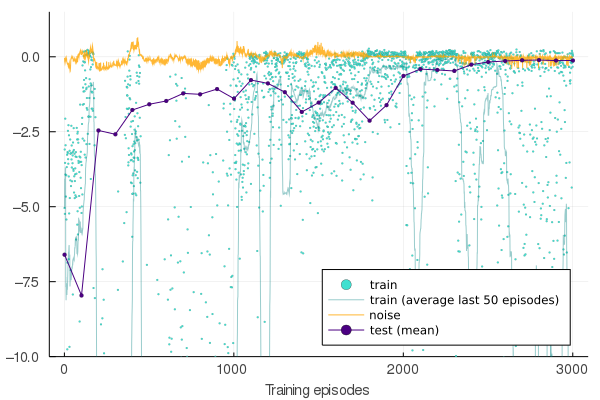 0.0
−2.5
−5.0
−7.5
−10.0
0
1000
2000
3000
Training episodes
train
train (average last 50 episodes)
noise
test (mean)